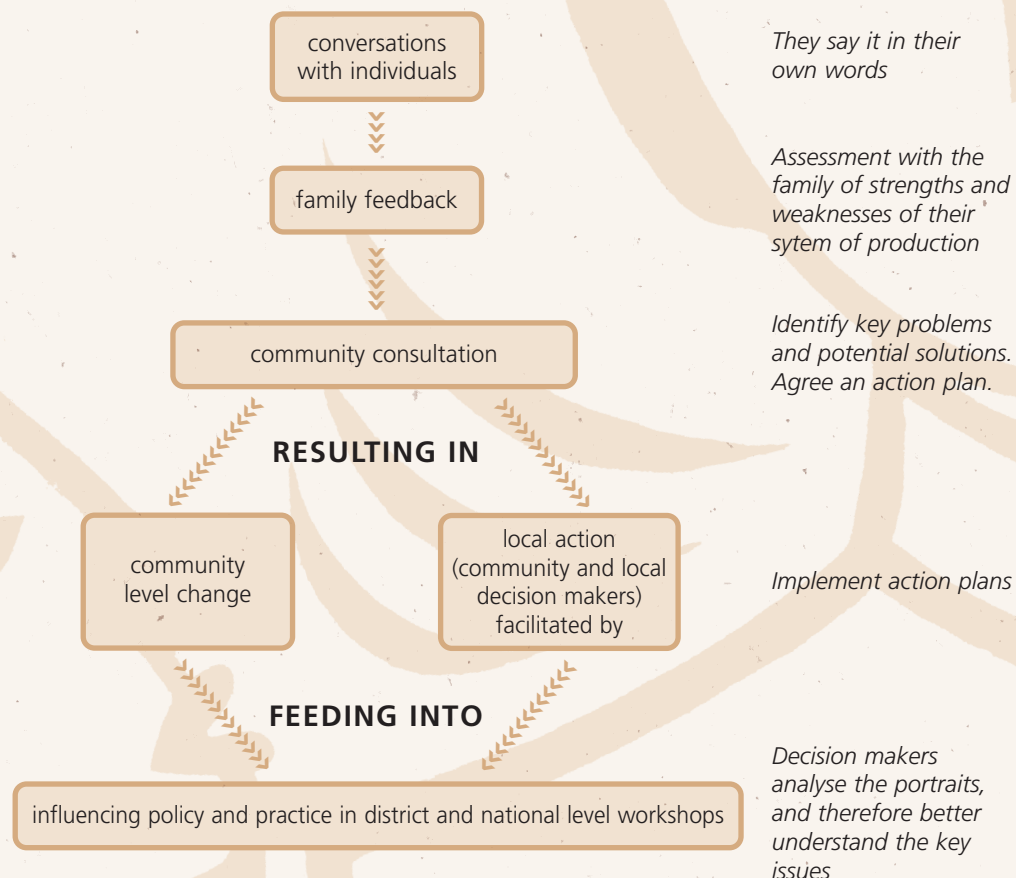 conversations
with individuals
They say it in their
own words
family feedback
Assessment with the
family of strengths and
weaknesses of their
sytem of production
community consultation
Identify key problems
and potential solutions.
Agree an action plan.
RESULTING IN
community
level change
local action
(community and local
decision makers)
facilitated by
Implement action plans
FEEDING INTO
influencing policy and practice in district and national level workshops
Decision makers
analyse the portraits,
and therefore better
understand the key
issues